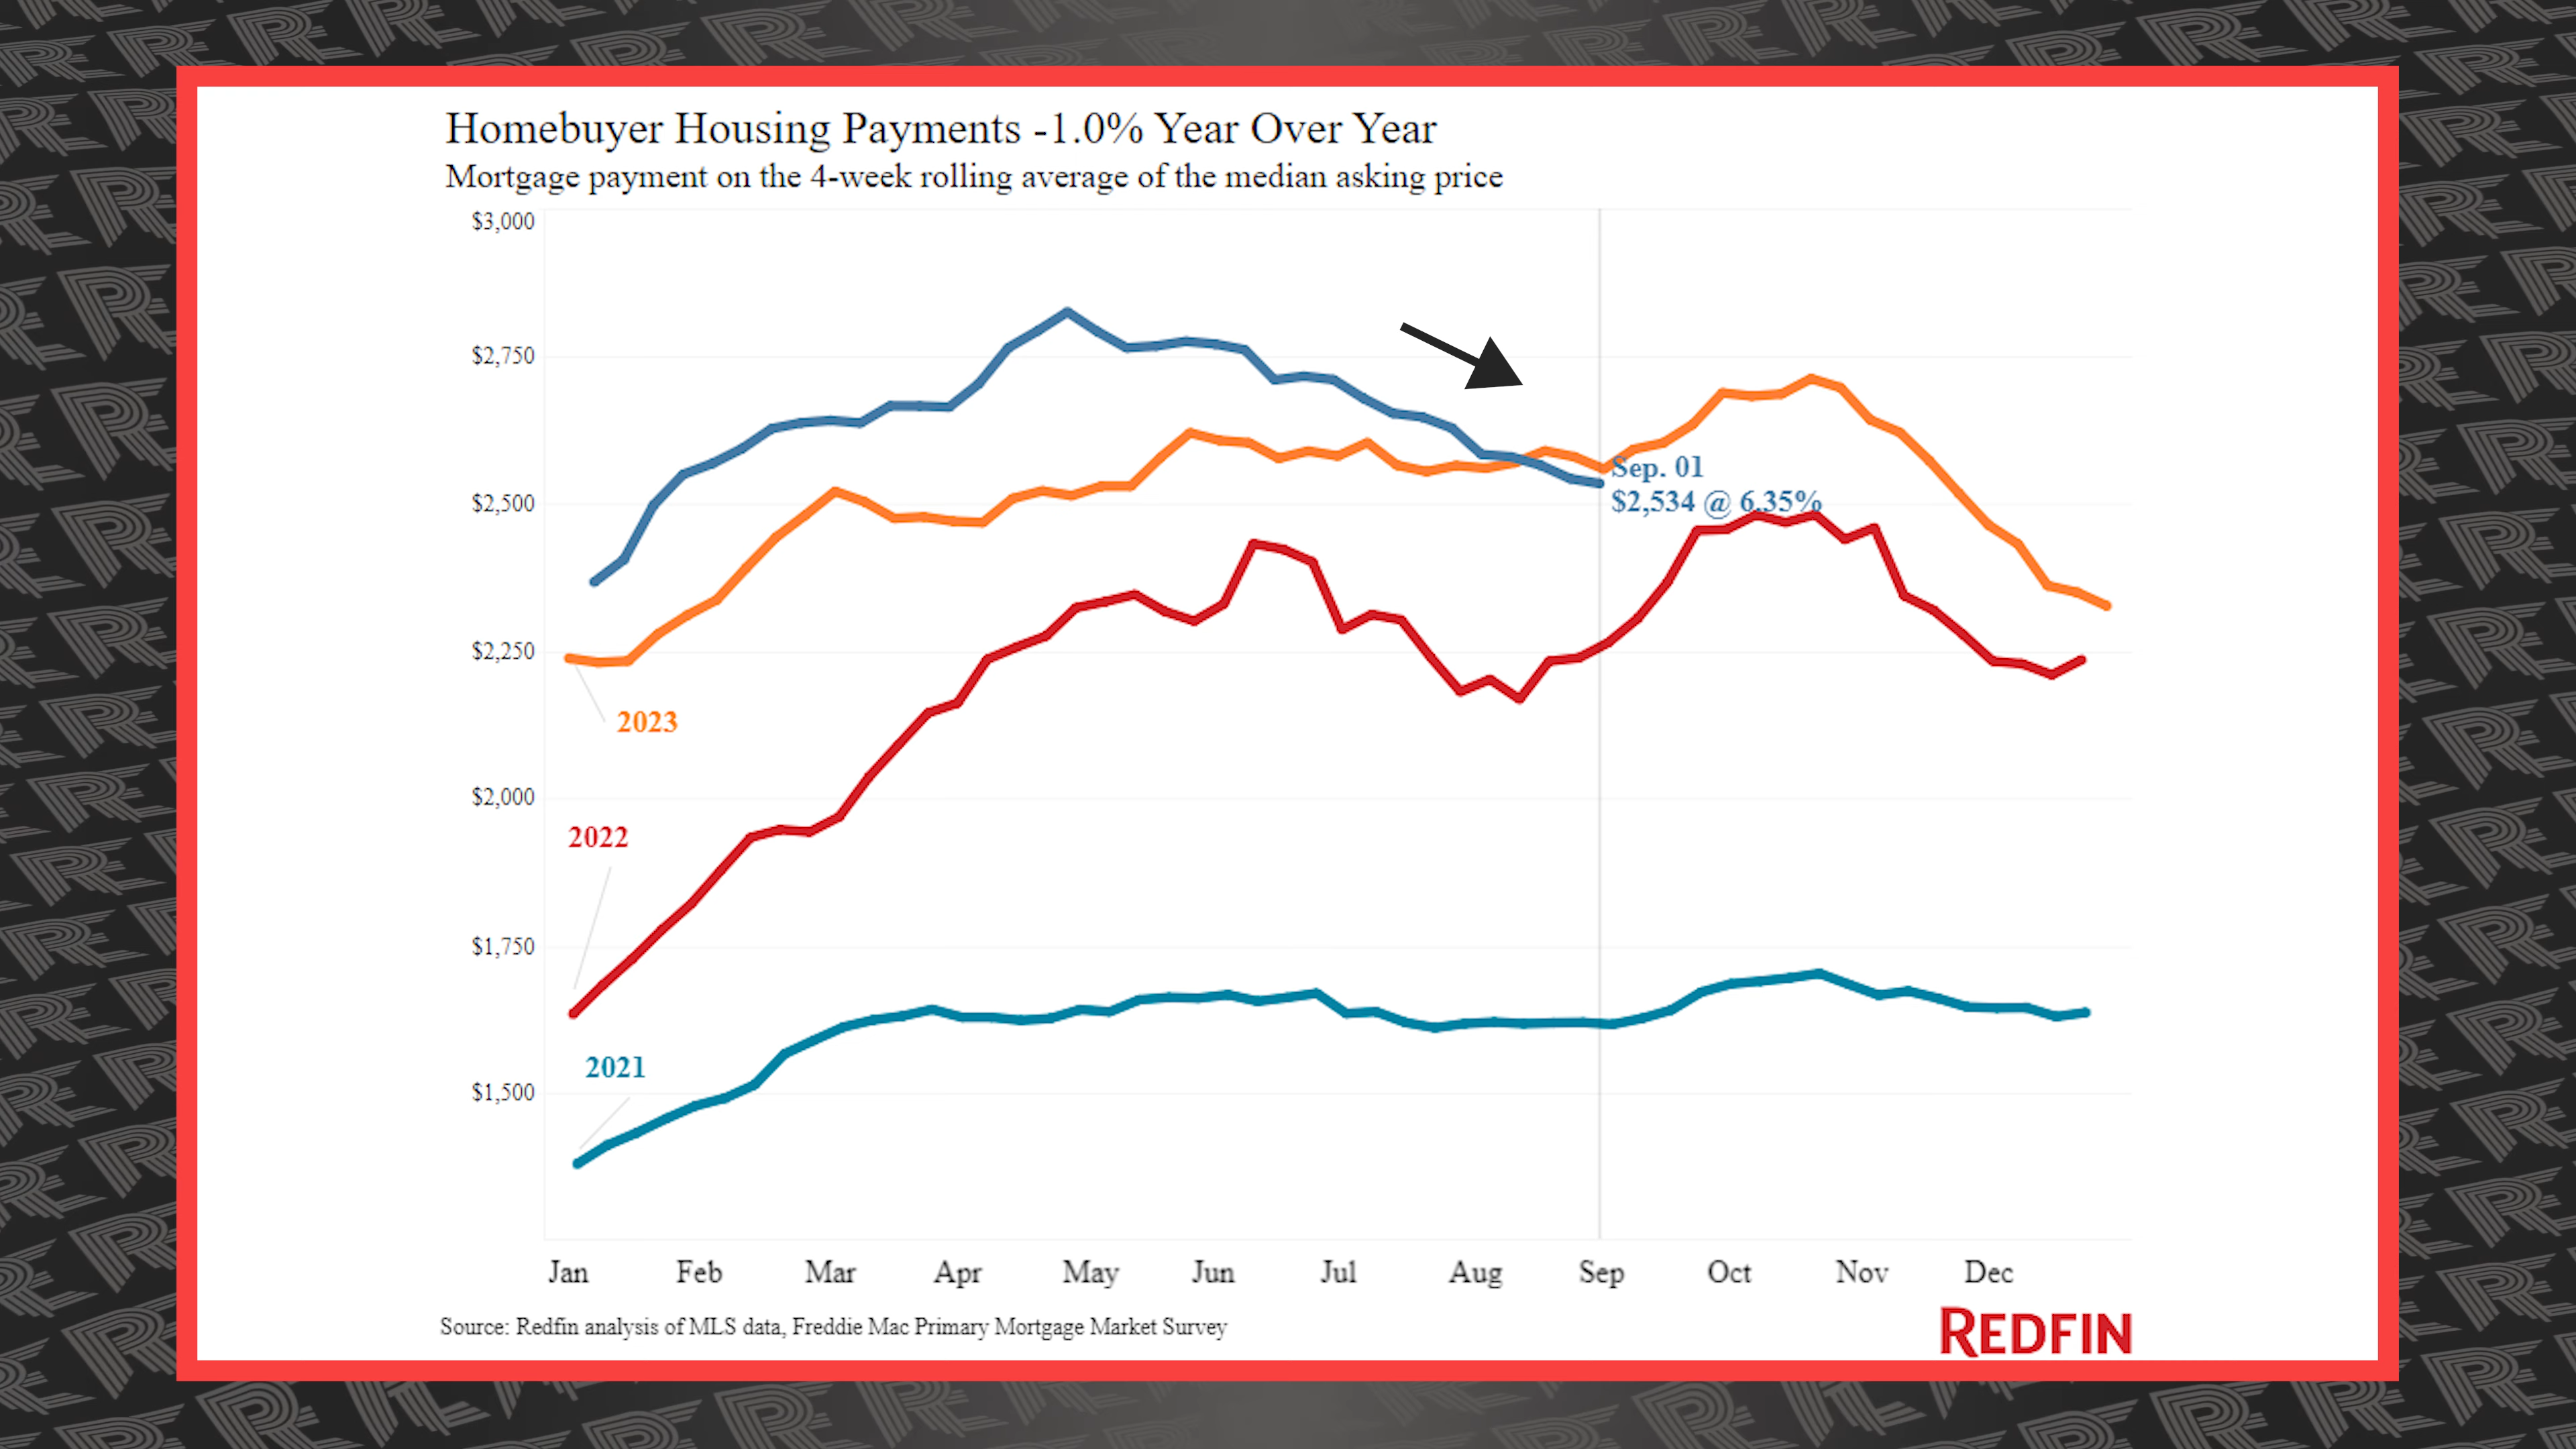 Homebuyer Housing Payments -1.0% Year Over Year
Mortgage payment on the 4-week rolling average of the median asking price
$3,000
$2,750
$2,500
$2,250
$2,000
$1,750
$1,500
Sep. 01
$2,534 @ 6.35%
2023
2022
2021
Jan Feb Mar Apr May Jun Jul Aug Sep Oct Nov Dec
Source: Redfin analysis of MLS data, Freddie Mac Primary Mortgage Market Survey
REDFIN